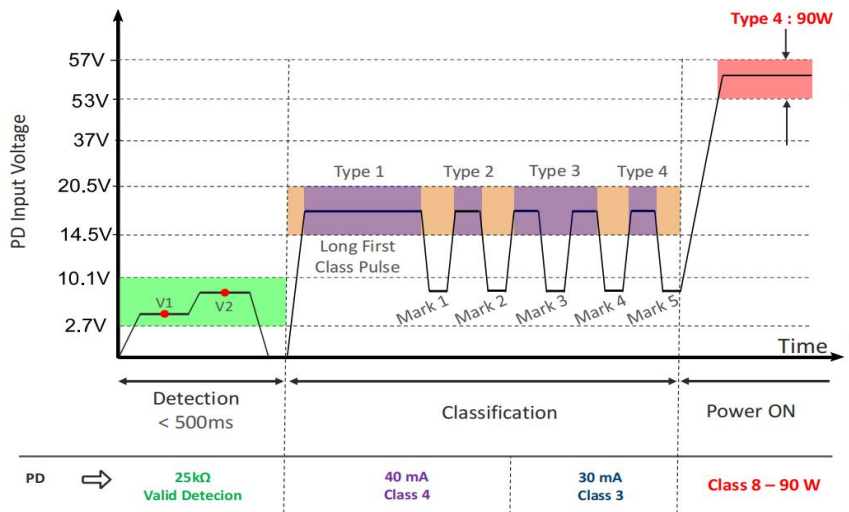 Type 4 : 90W
57V
53V
37V
20.5V
14.5V
10.1V
2.7V
PD Input Voltage
Type 1
Type 2
Type 3
Type 4
Long First
Class Pulse
V1
V2
Mark 1
Mark 2
Mark 3
Mark 4
Mark 5
Time
Detection
< 500ms
Classification
Power ON
PD
25kΩ
Valid Detecion
40 mA
Class 4
30 mA
Class 3
Class 8 – 90 W